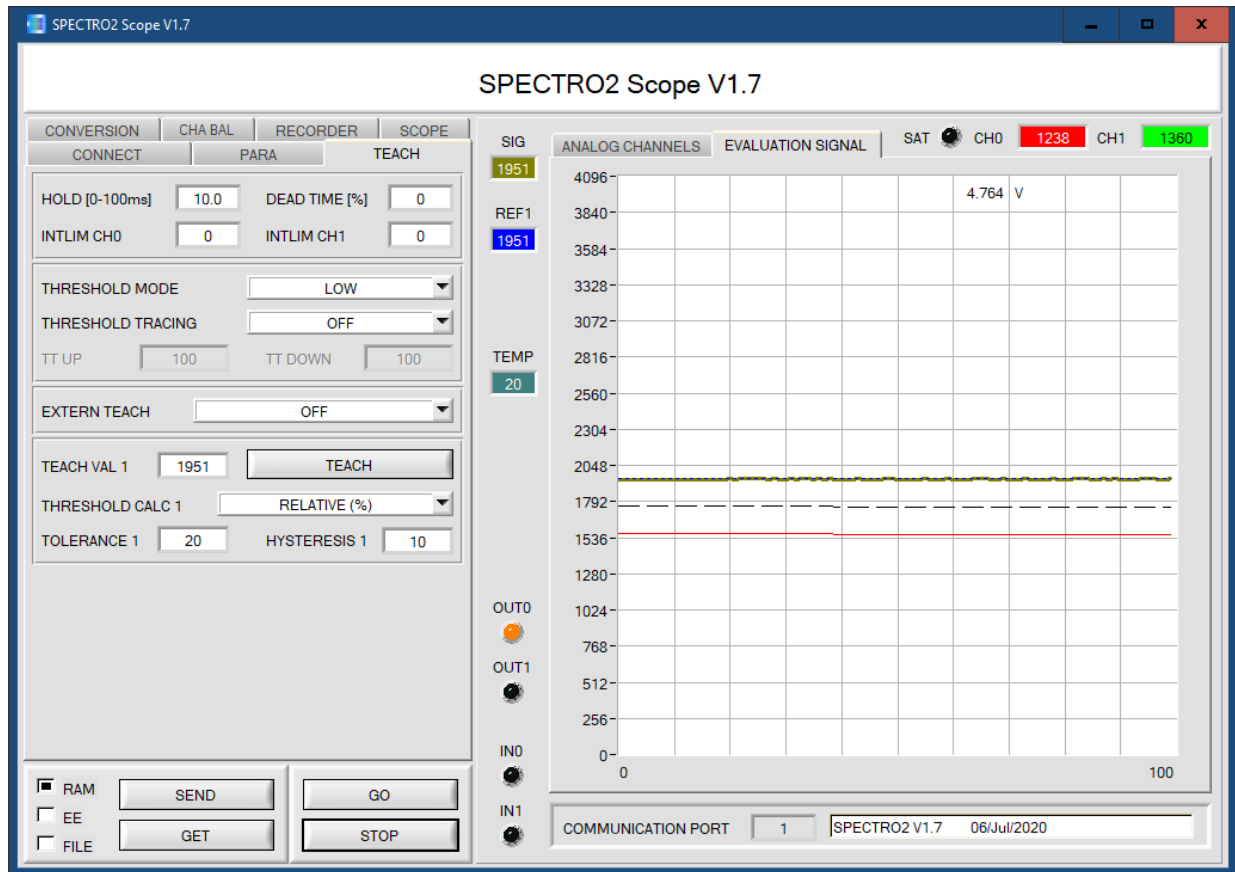 SPECTRO2 Scope V1.7
SPECTRO2 Scope V1.7
CONVERSION CHA BAL RECORDER SCOPE
CONNECT PARA TEACH
HOLD [0-100ms] 10.0 DEAD TIME [%] 0
INTLIM CH0 0 INTLIM CH1 0
THRESHOLD MODE LOW
THRESHOLD TRACING OFF
TT UP 100 TT DOWN 100
EXTERN TEACH OFF
TEACH VAL 1 1951 TEACH
THRESHOLD CALC 1 RELATIVE (%)
TOLERANCE 1 20 HYSTERESIS 1 10
RAM SEND GO
EE
FILE GET STOP
SIG
1951
REF1
1951
TEMP
20
OUT0
OUT1
IN0
IN1
ANALOG CHANNELS EVALUATION SIGNAL SAT CH0 1238 CH1 1360
4.764 V
4096
3840
3584
3328
3072
2816
2560
2304
2048
1792
1536
1280
1024
768
512
256
0
0 100
COMMUNICATION PORT 1 SPECTRO2 V1.7 06/Jul/2020